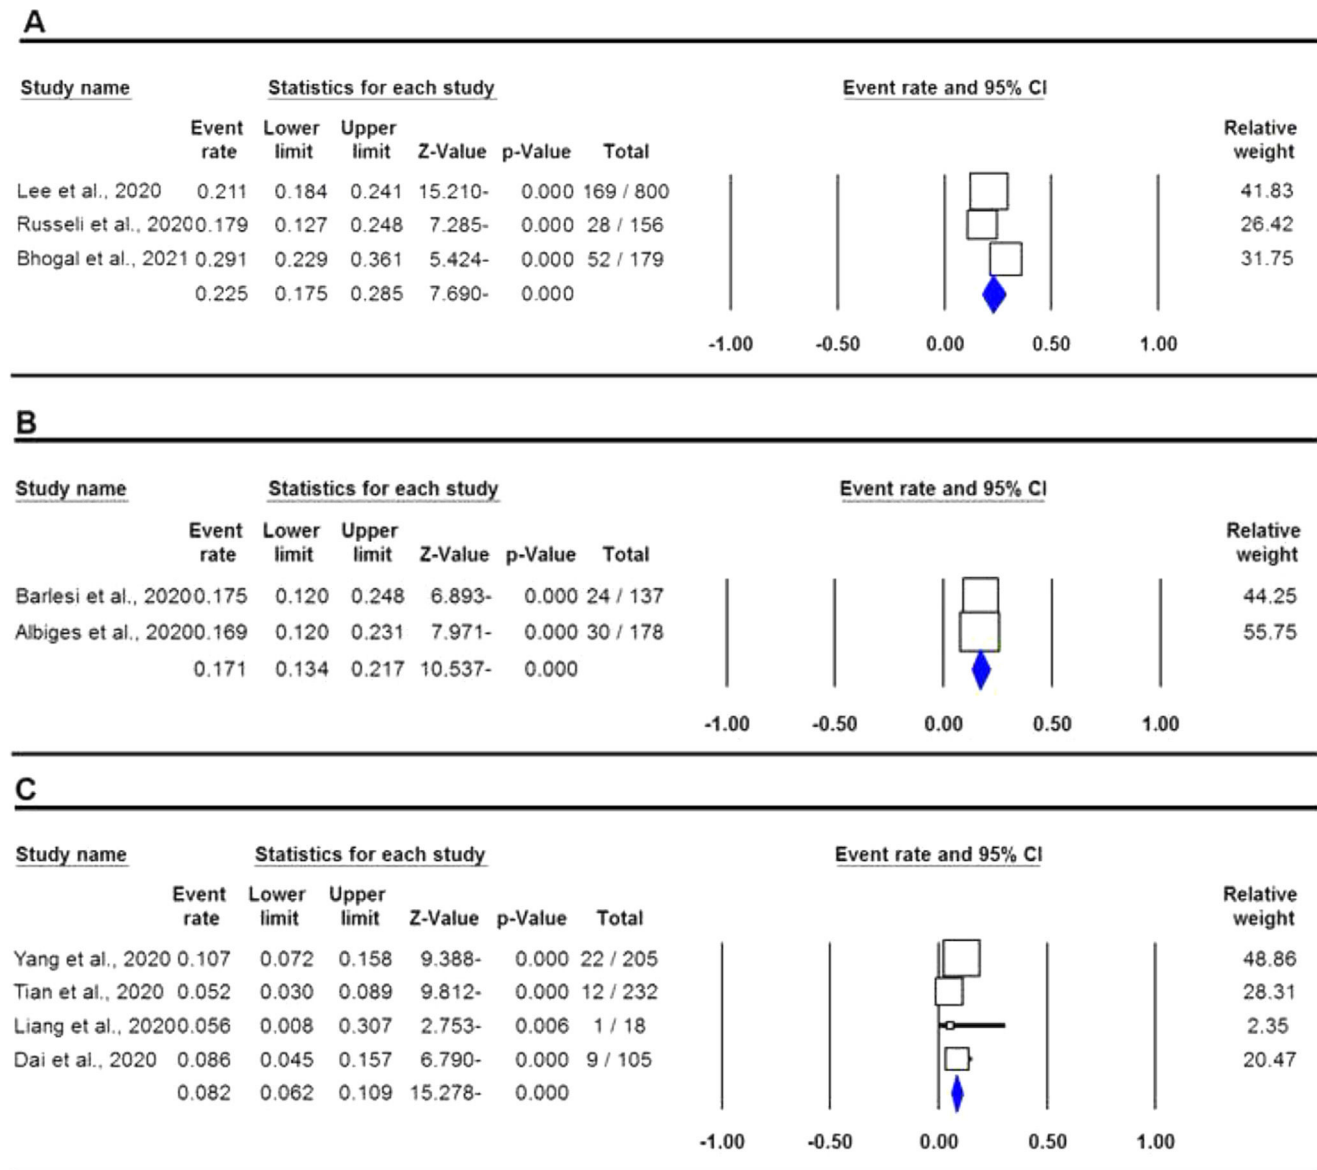 A
Study name Statistics for each study Event rate and 95% CI
Event Lower Upper Relative
rate limit limit Z-Value p-Value Total weight
Lee et al., 2020 0.211 0.184 0.241 15.210- 0.000 169 / 800 41.83
Russeli et al., 2020 0.179 0.127 0.248 7.285- 0.000 28 / 156 26.42
Bhogal et al., 2021 0.291 0.229 0.361 5.424- 0.000 52 / 179 31.75
0.225 0.175 0.285 7.690- 0.000
-1.00 -0.50 0.00 0.50 1.00
B
Study name Statistics for each study Event rate and 95% CI
Event Lower Upper Relative
rate limit limit Z-Value p-Value Total weight
Barlesi et al., 2020 0.175 0.120 0.248 6.893- 0.000 24 / 137 44.25
Albiges et al., 2020 0.169 0.120 0.231 7.971- 0.000 30 / 178 55.75
0.171 0.134 0.217 10.537- 0.000
-1.00 -0.50 0.00 0.50 1.00
C
Study name Statistics for each study Event rate and 95% CI
Event Lower Upper Relative
rate limit limit Z-Value p-Value Total weight
Yang et al., 2020 0.107 0.072 0.158 9.388- 0.000 22 / 205 48.86
Tian et al., 2020 0.052 0.030 0.089 9.812- 0.000 12 / 232 28.31
Liang et al., 2020 0.056 0.008 0.307 2.753- 0.006 1 / 18 2.35
Dai et al., 2020 0.086 0.045 0.157 6.790- 0.000 9 / 105 20.47
0.082 0.062 0.109 15.278- 0.000
-1.00 -0.50 0.00 0.50 1.00